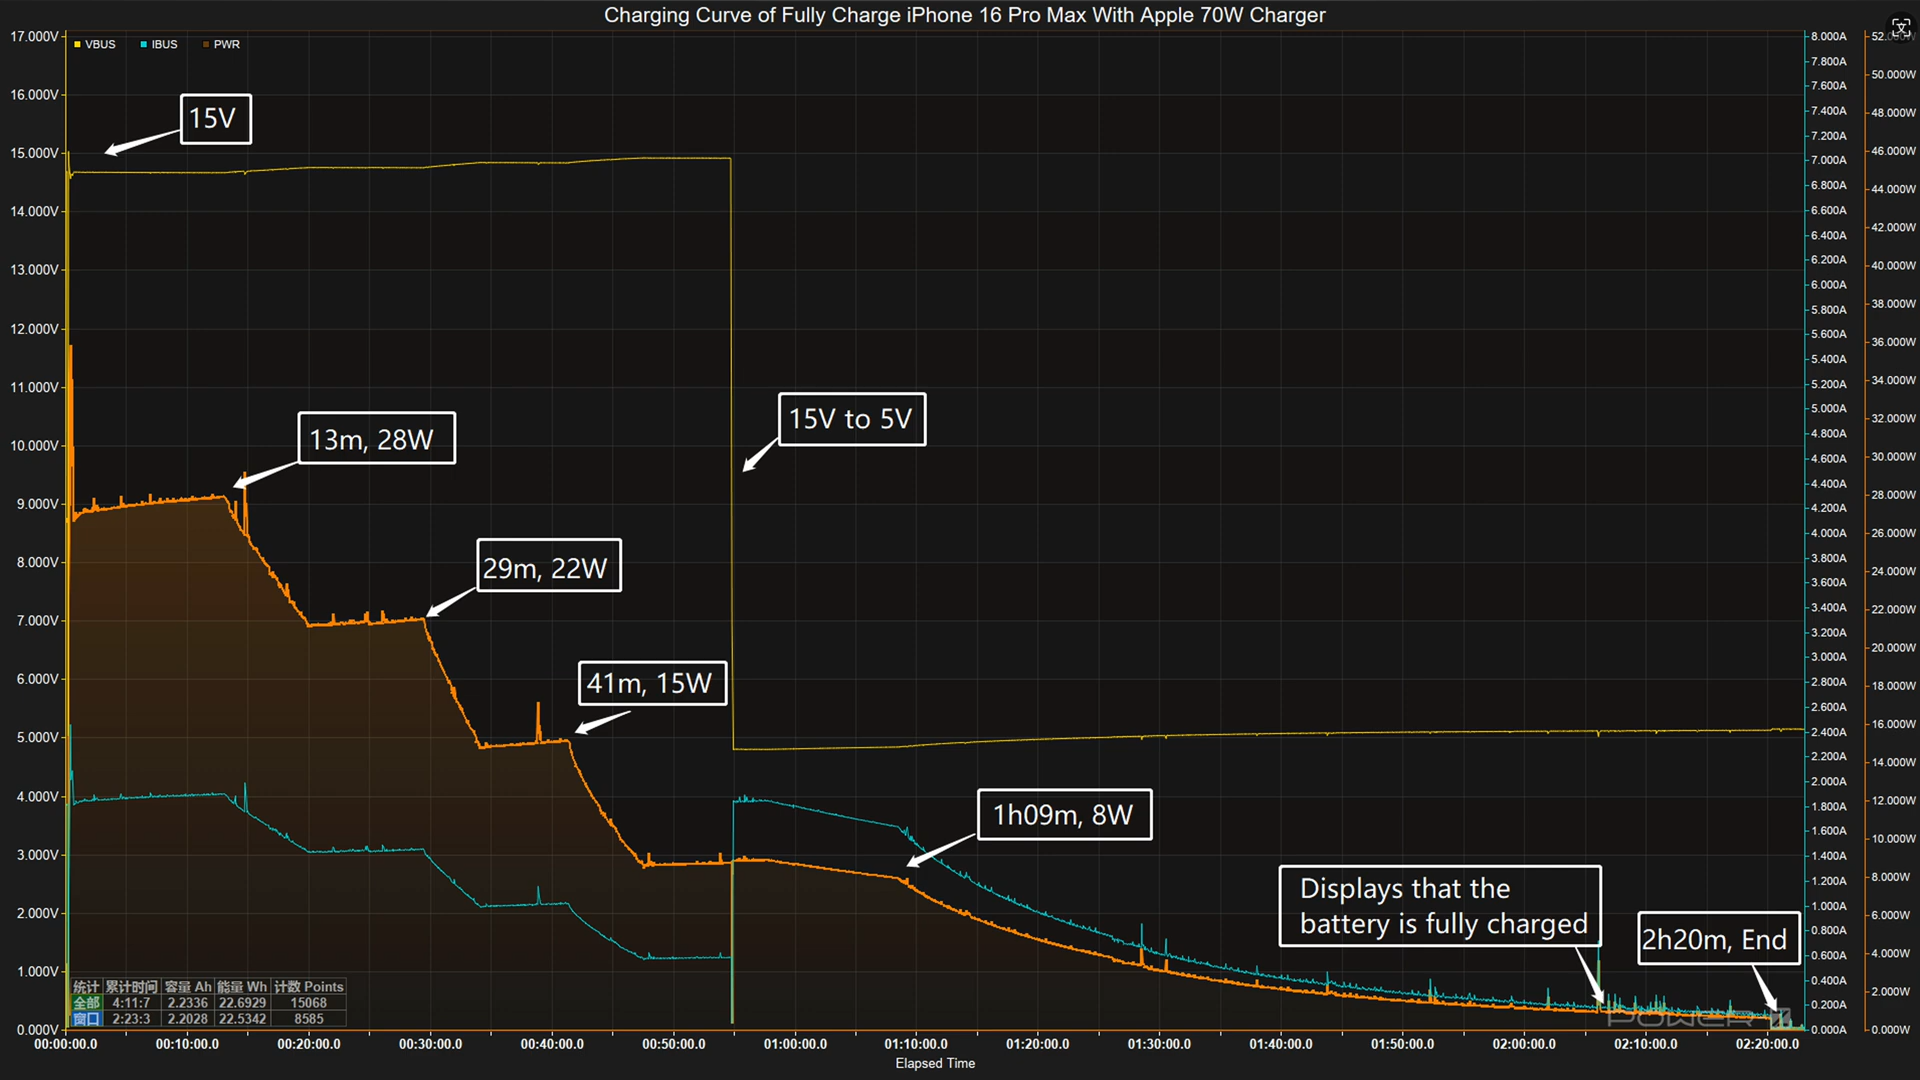 Charging Curve of Fully Charge iPhone 16 Pro Max With Apple 70W Charger
VBUS IBUS PWR
17.000V
16.000V
15.000V
14.000V
13.000V
12.000V
11.000V
10.000V
9.000V
8.000V
7.000V
6.000V
5.000V
4.000V
3.000V
2.000V
1.000V
0.000V
15V
13m, 28W
29m, 22W
41m, 15W
15V to 5V
1h09m, 8W
Displays that the
battery is fully charged
2h20m, End
8.000A
7.800A
7.600A
7.400A
7.200A
7.000A
6.800A
6.600A
6.400A
6.200A
6.000A
5.800A
5.600A
5.400A
5.200A
5.000A
4.800A
4.600A
4.400A
4.200A
4.000A
3.800A
3.600A
3.400A
3.200A
3.000A
2.800A
2.600A
2.400A
2.200A
2.000A
1.800A
1.600A
1.400A
1.200A
1.000A
0.800A
0.600A
0.400A
0.200A
0.000A
50.000W
48.000W
46.000W
44.000W
42.000W
40.000W
38.000W
36.000W
34.000W
32.000W
30.000W
28.000W
26.000W
24.000W
22.000W
20.000W
18.000W
16.000W
14.000W
12.000W
10.000W
8.000W
6.000W
4.000W
2.000W
0.000W
统计 累计时间 容量 Ah 能量 Wh 计数 Points
全部 4:11:7 2.2336 22.6929 15068
窗口 2:23:3 2.2028 22.5342 8585
POWER
00:00:00.0 00:10:00.0 00:20:00.0 00:30:00.0 00:40:00.0 00:50:00.0 01:00:00.0 01:10:00.0 01:20:00.0 01:30:00.0 01:40:00.0 01:50:00.0 02:00:00.0 02:10:00.0 02:20:00.0
Elapsed Time